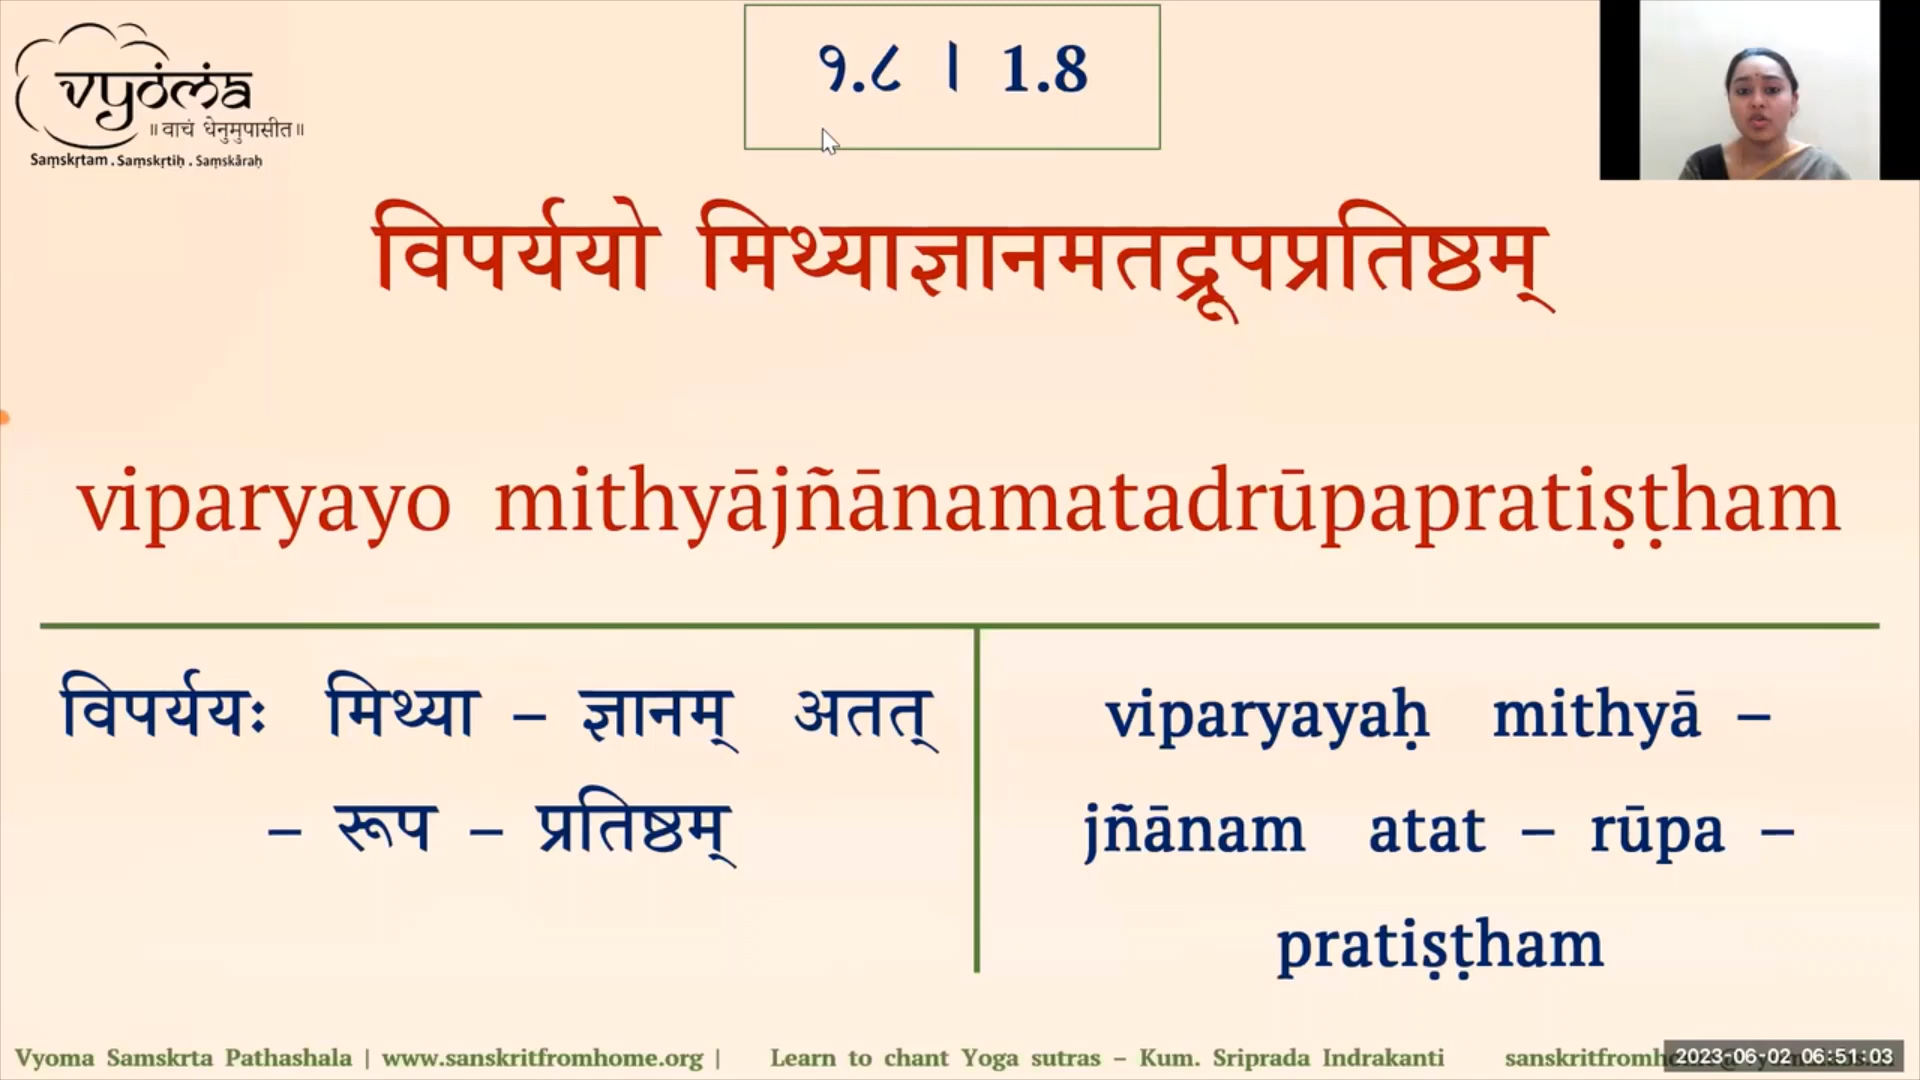 vyoma
॥वाचं धेनुमुपासीत॥
Saṃskṛtam . Saṃskṛtiḥ . Saṃskāraḥ
१.८ । 1.8
विपर्ययो मिथ्याज्ञानमतद्रूपप्रतिष्ठम्
viparyayo mithyājñānamatadrūpapratiṣṭham
विपर्ययः मिथ्या – ज्ञानम् अतत्
– रूप – प्रतिष्ठम्
viparyayaḥ mithyā –
jñānam atat – rūpa –
pratiṣṭham
Vyoma Samskrta Pathashala | www.sanskritfromhome.org | Learn to chant Yoga sutras – Kum. Sriprada Indrakanti
2023-06-02 06:51:03